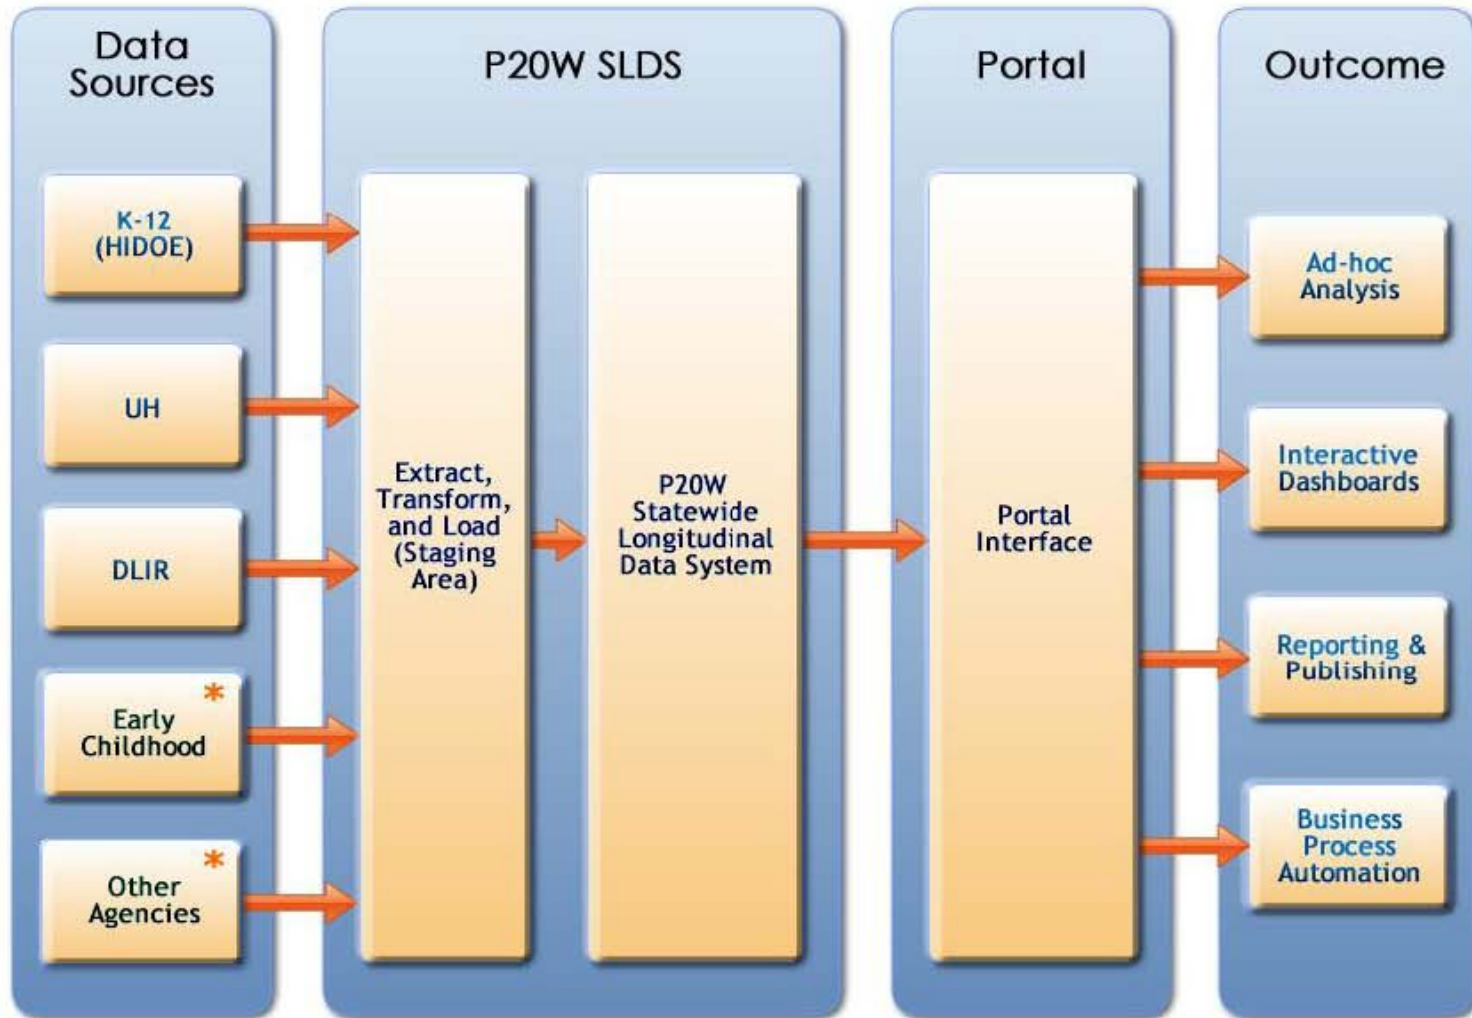 Data
Sources
P20W SLDS
Portal
Outcome
K-12
(HIDOE)
UH
DLIR
*
Early
Childhood
*
Other
Agencies
Extract,
Transform,
and Load
(Staging
Area)
P20W
Statewide
Longitudinal
Data System
Portal
Interface
Ad-hoc
Analysis
Interactive
Dashboards
Reporting &
Publishing
Business
Process
Automation